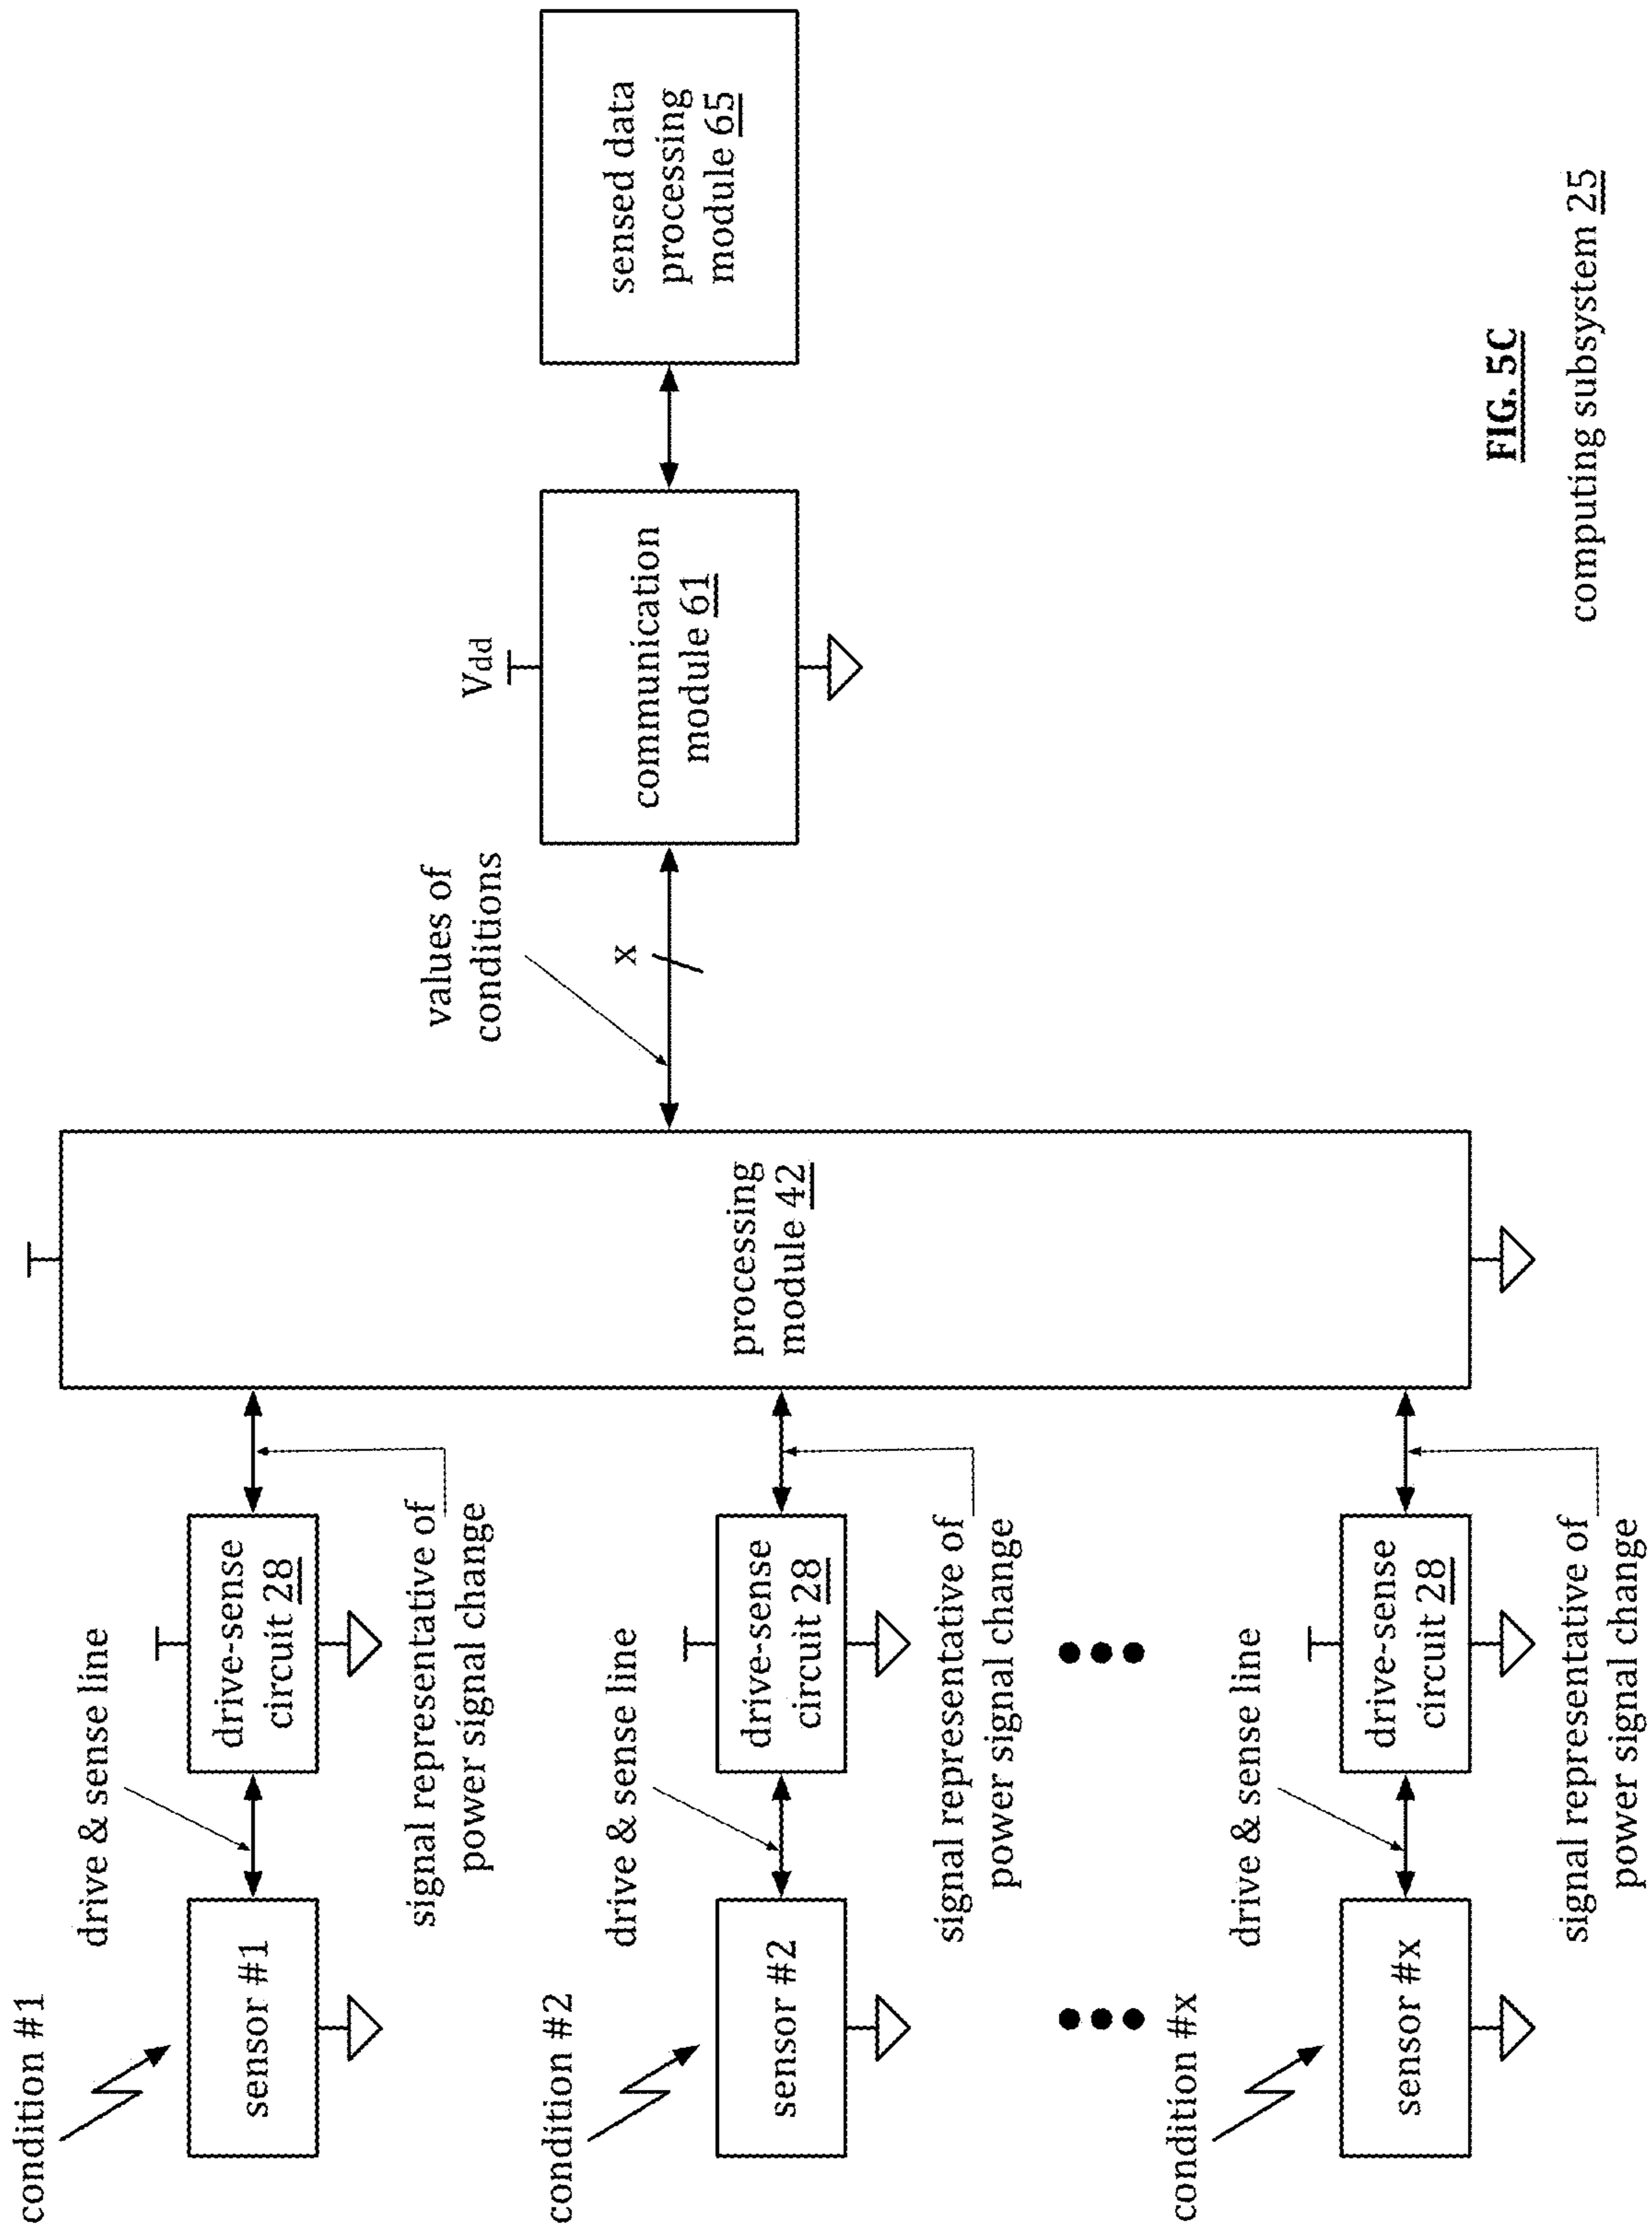 condition #1
drive & sense line
sensor #1
drive-sense
circuit 28
signal representative of
power signal change
condition #2
drive & sense line
sensor #2
drive-sense
circuit 28
signal representative of
power signal change
condition #x
drive & sense line
sensor #x
drive-sense
circuit 28
signal representative of
power signal change
processing
module 42
values of
conditions
x
Vdd
communication
module 61
sensed data
processing
module 65
FIG. 5C
computing subsystem 25